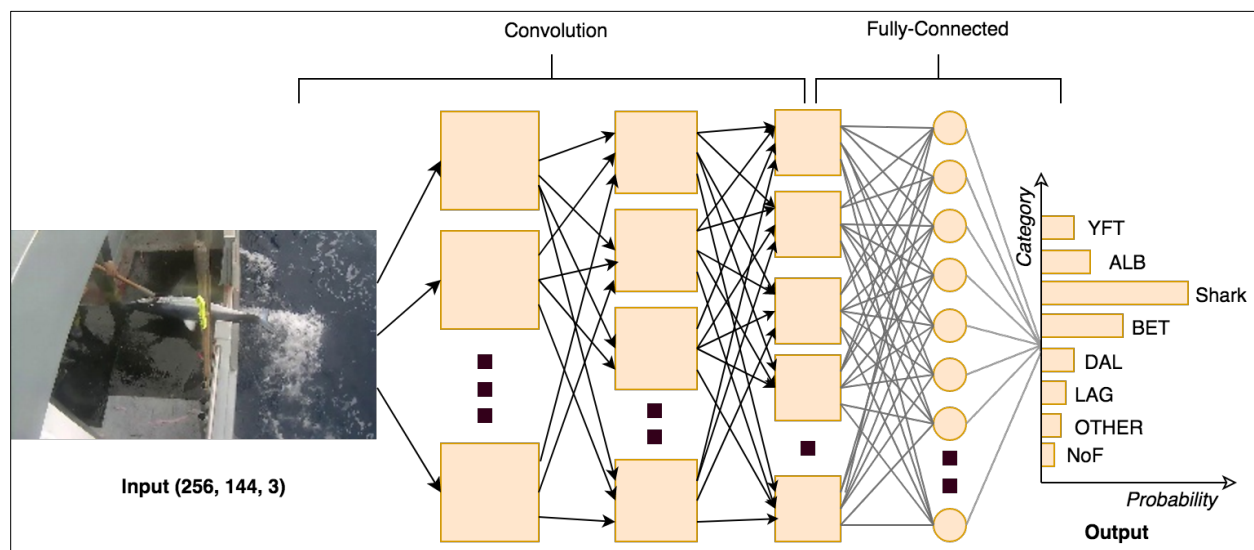 Convolution
Fully-Connected
Category
YFT
ALB
Shark
BET
DAL
LAG
OTHER
NoF
Probability
Input (256, 144, 3)
Output